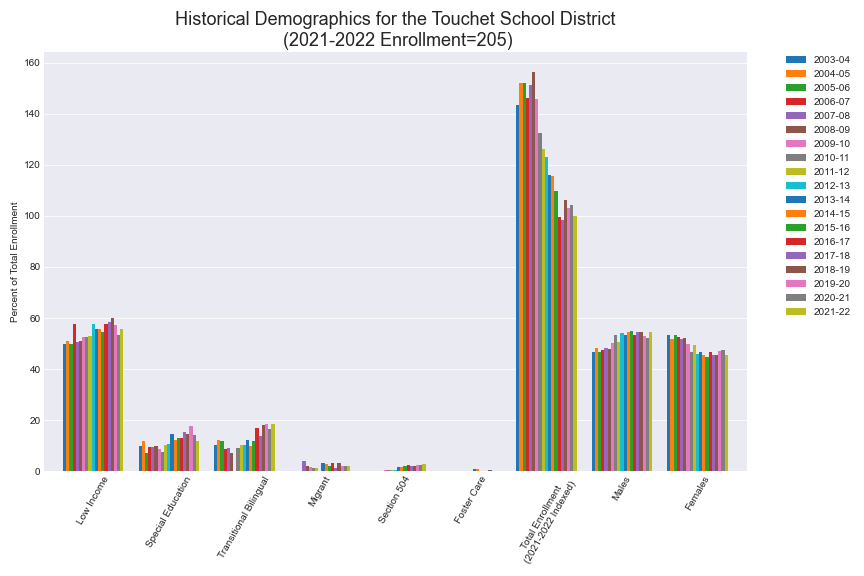 Historical Demographics for the Touchet School District
(2021-2022 Enrollment=205)
Percent of Total Enrollment
160
140
120
100
80
60
40
20
0
Low Income
Special Education
Transitional Bilingual
Migrant
Section 504
Foster Care
Total Enrollment
(2021-2022 Indexed)
Males
Females
2003-04
2004-05
2005-06
2006-07
2007-08
2008-09
2009-10
2010-11
2011-12
2012-13
2013-14
2014-15
2015-16
2016-17
2017-18
2018-19
2019-20
2020-21
2021-22